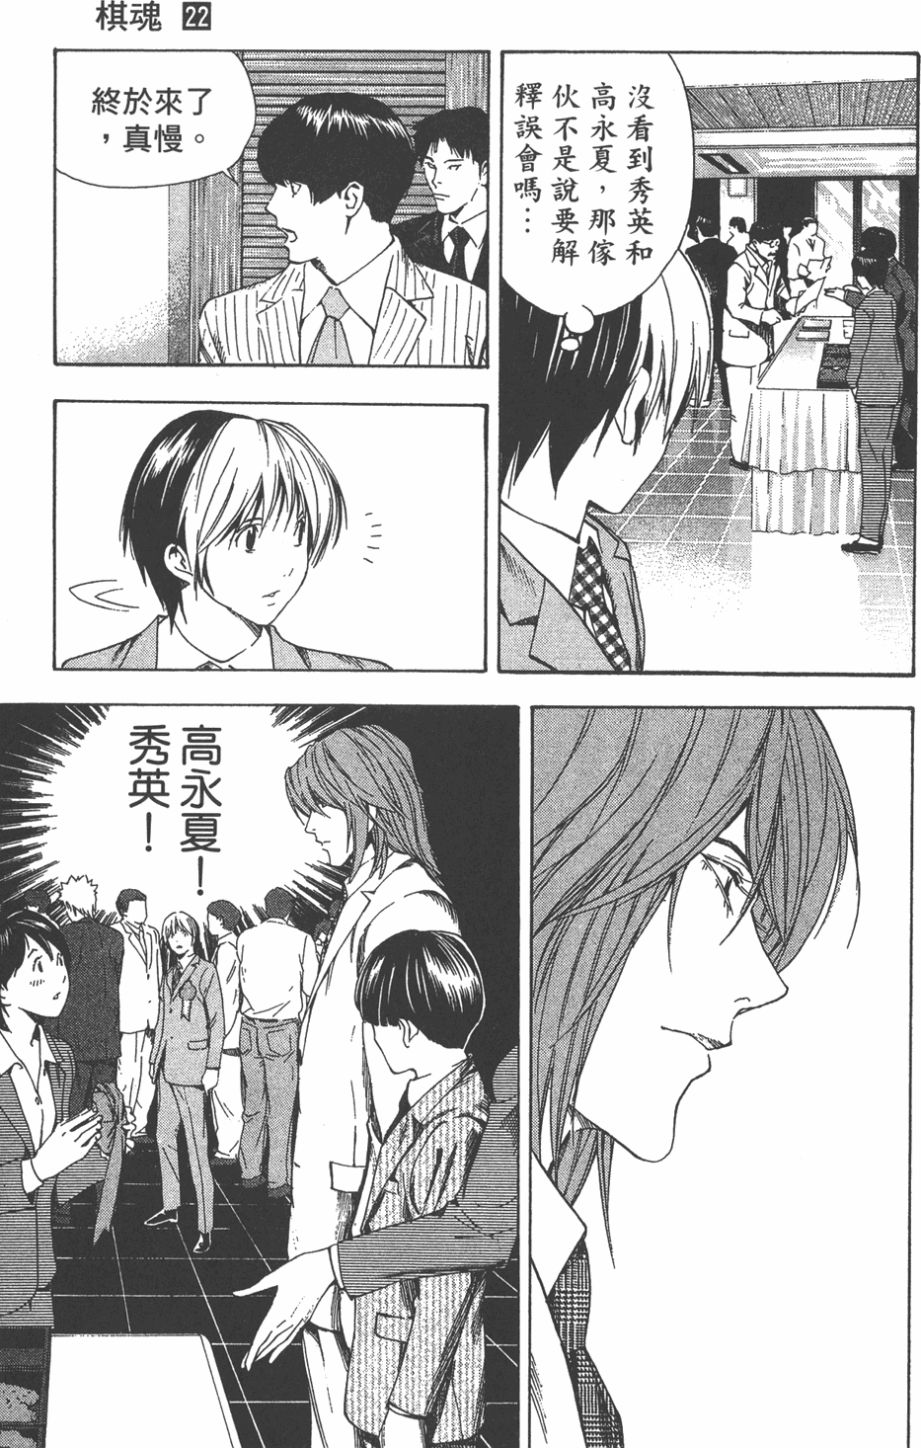 棋魂 22
沒看到秀英和
高永夏，那傢
伙不是說要解
釋誤會嗎…
終於來了
，真慢。
高永夏！
秀英！